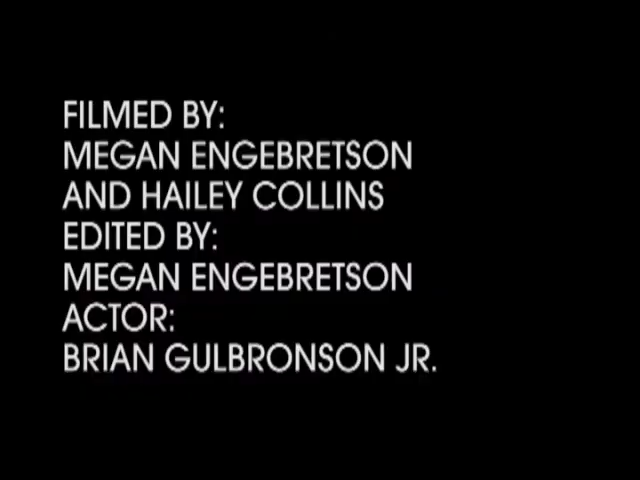 FILMED BY:
MEGAN ENGEBRETSON
AND HAILEY COLLINS
EDITED BY:
MEGAN ENGEBRETSON
ACTOR:
BRIAN GULBRONSON JR.